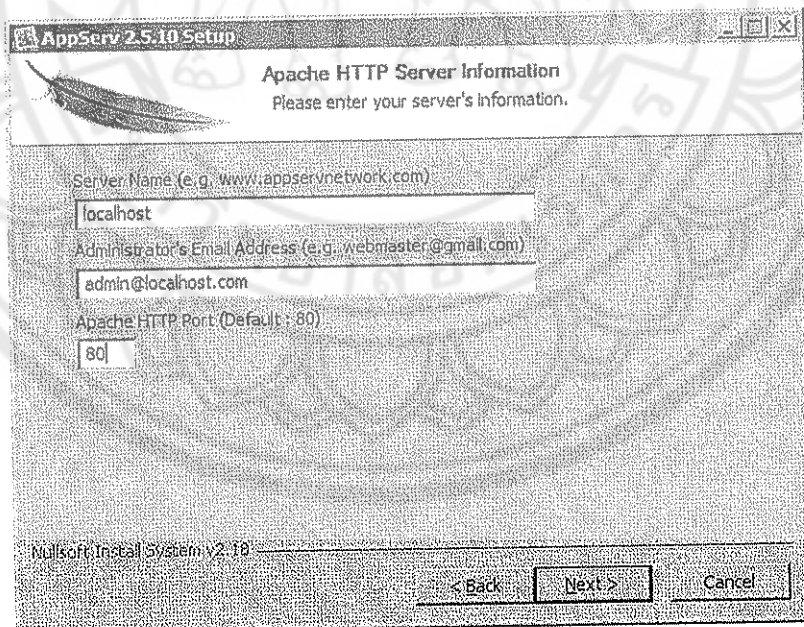 AppServ 2.5.10 Setup
Apache HTTP Server Information
Please enter your server's information.
Server Name (e.g. www.appservnetwork.com)
localhost
Administrator's Email Address (e.g. webmaster@gmail.com)
admin@localhost.com
Apache HTTP Port (Default : 80)
80
Nullsoft Install System v2.18
< Back Next > Cancel